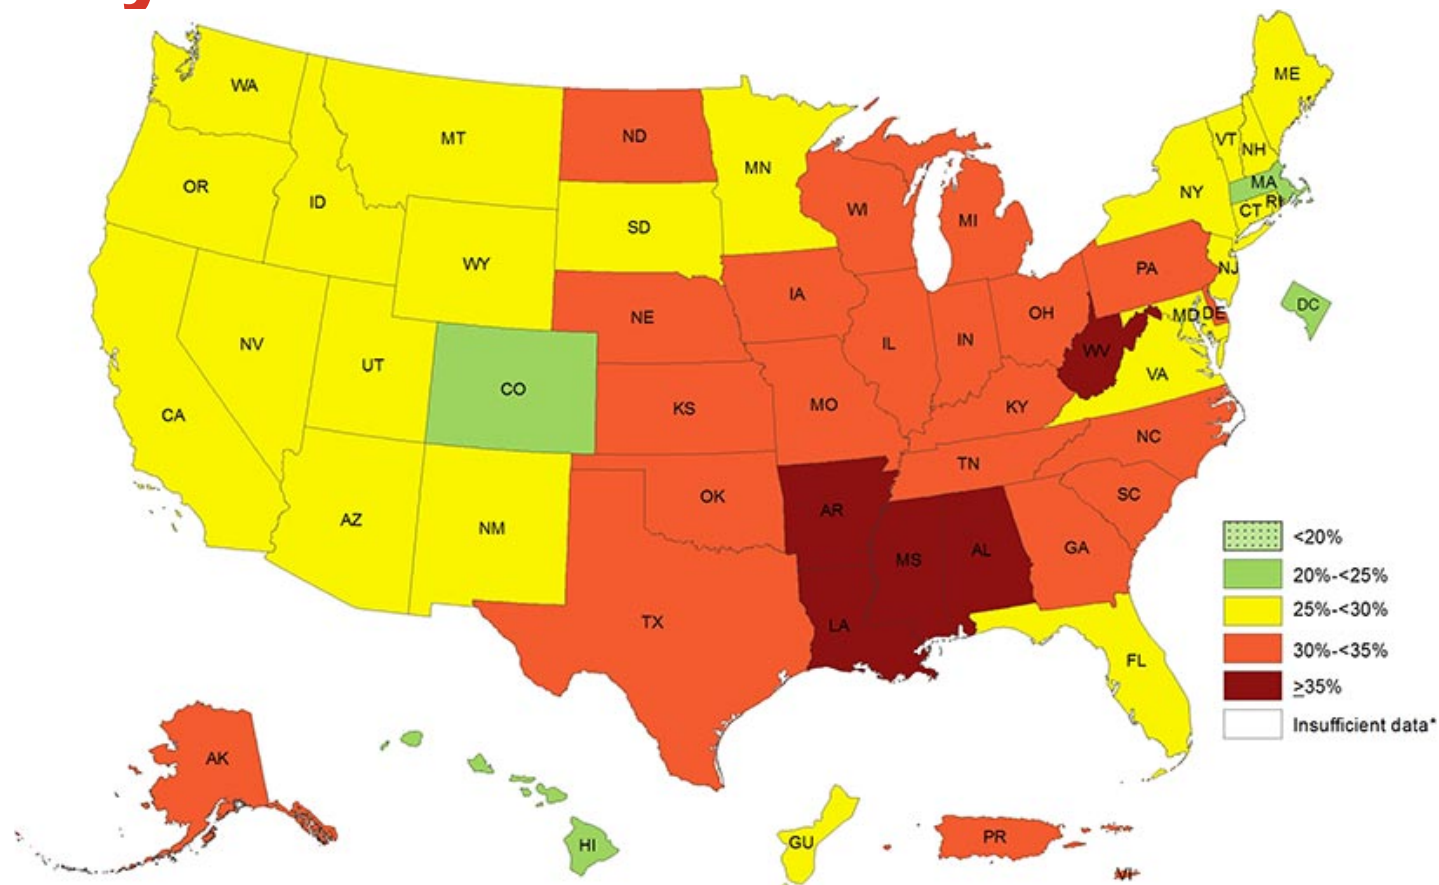 WA
MT
ND
MN
OR
ID
SD
WY
WI
MI
NY
VT
NH
ME
MA
CT
RI
NV
UT
CO
NE
IA
IL
IN
OH
PA
NJ
MD
DE
DC
CA
KS
MO
KY
WV
VA
AZ
NM
OK
AR
TN
NC
SC
MS
AL
GA
TX
LA
FL
AK
HI
GU
PR
VI
<20%
20%-<25%
25%-<30%
30%-<35%
≥35%
Insufficient data*